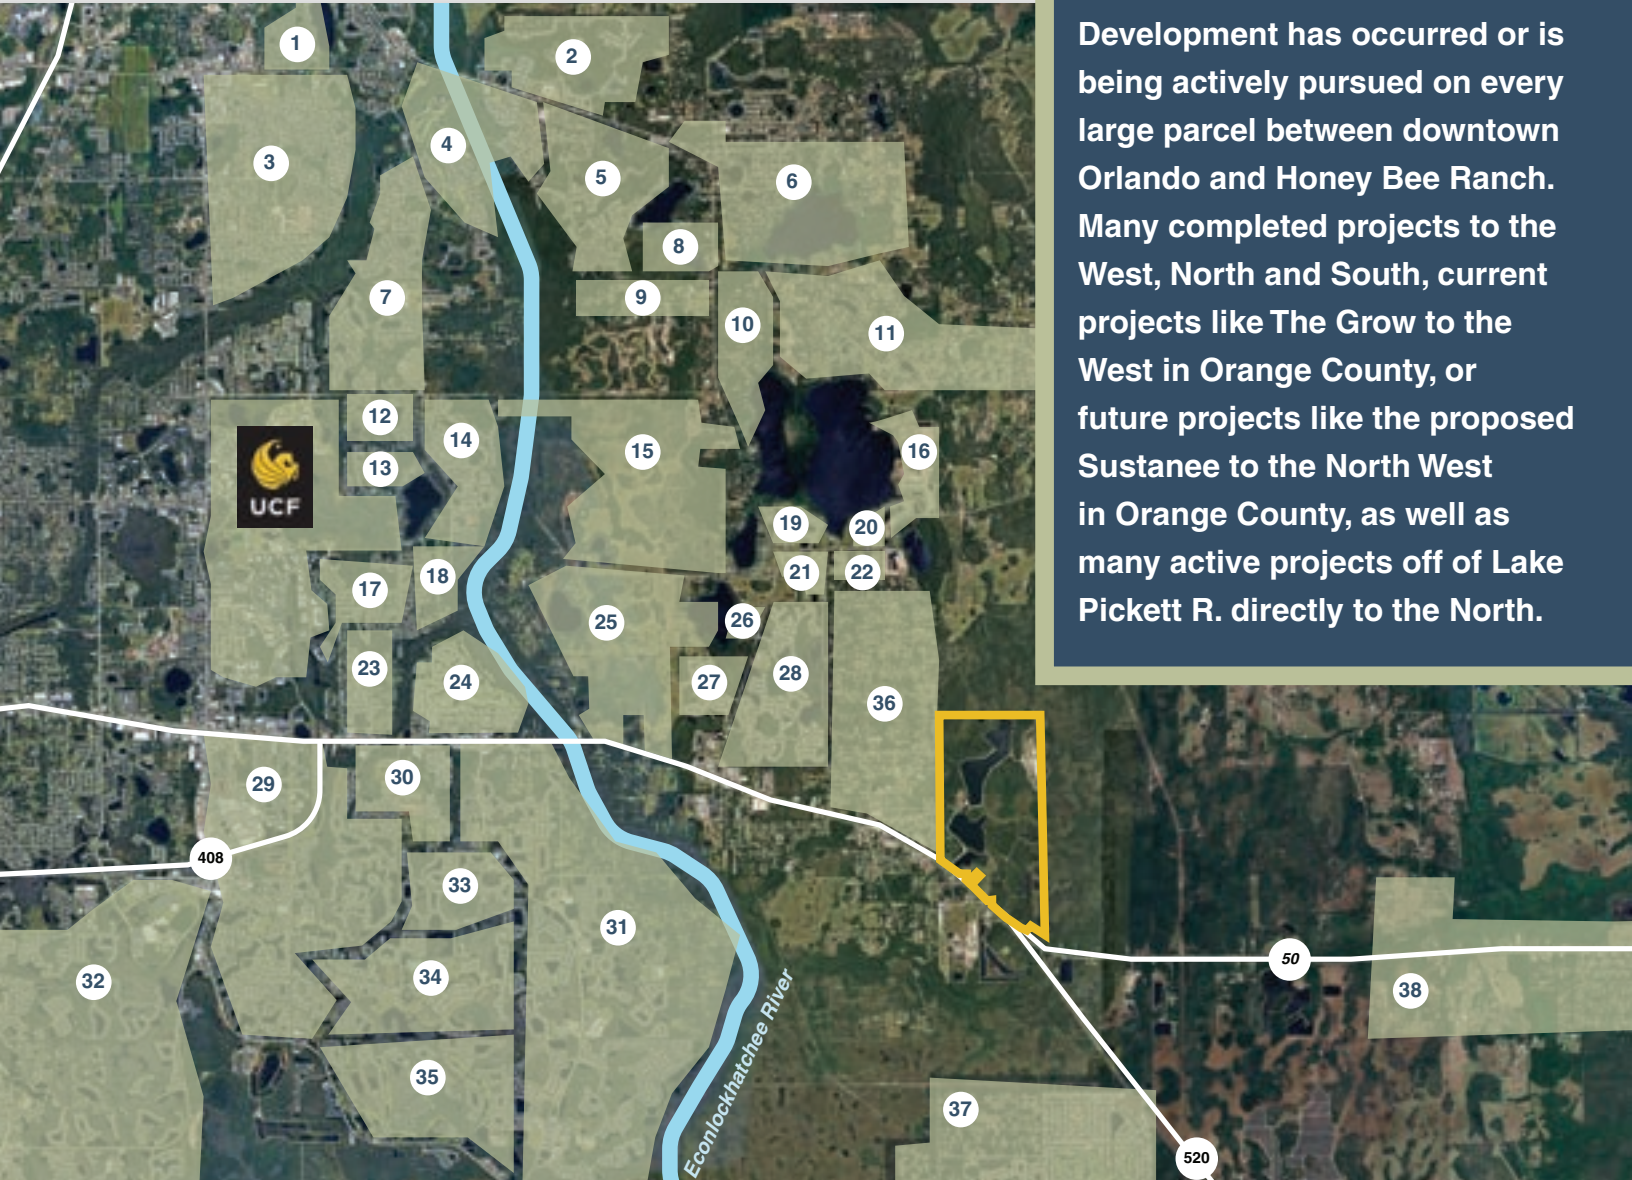 Development has occurred or is
being actively pursued on every
large parcel between downtown
Orlando and Honey Bee Ranch.
Many completed projects to the
West, North and South, current
projects like The Grow to the
West in Orange County, or
future projects like the proposed
Sustanee to the North West
in Orange County, as well as
many active projects off of Lake
Pickett R. directly to the North.
1
2
3
4
5
6
7
8
9
10
11
12
13
14
15
16
UCF
17
18
19
20
21
22
23
24
25
26
27
28
36
29
30
408
33
31
32
34
35
50
38
37
520
Econlockhatchee River